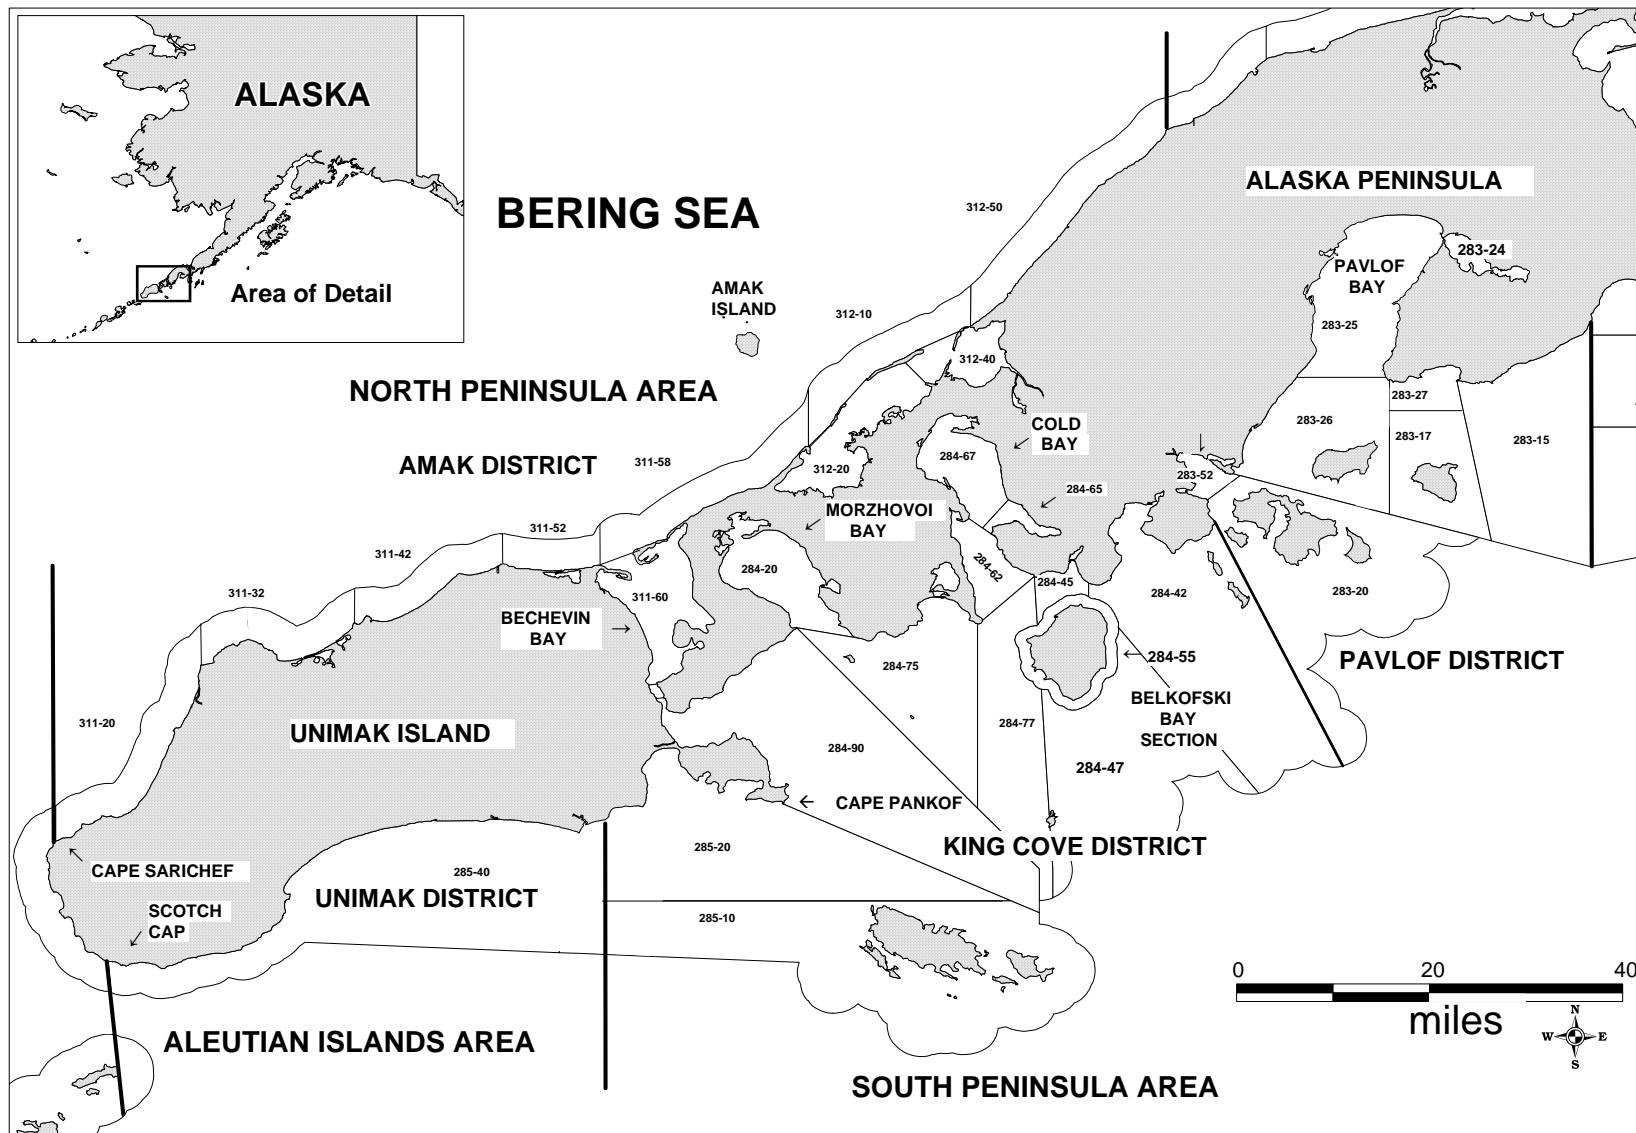 ALASKA
Area of Detail
BERING SEA
312-50
ALASKA PENINSULA
283-24
PAVLOF
BAY
283-25
AMAK
ISLAND
312-10
312-40
NORTH PENINSULA AREA
283-27
COLD
BAY
283-26
283-17
283-15
AMAK DISTRICT
311-58
312-20
284-67
283-52
284-65
MORZHOVOI
BAY
311-52
311-42
284-20
284-62
284-45
311-32
311-60
284-42
283-20
BECHEVIN
BAY
284-75
284-55
PAVLOF DISTRICT
BELKOFSKI
BAY
SECTION
311-20
UNIMAK ISLAND
284-77
284-90
284-47
CAPE PANKOF
KING COVE DISTRICT
285-20
CAPE SARICHEF
285-40
UNIMAK DISTRICT
SCOTCH
CAP
285-10
0 20 40
miles
N
W E
S
ALEUTIAN ISLANDS AREA
SOUTH PENINSULA AREA